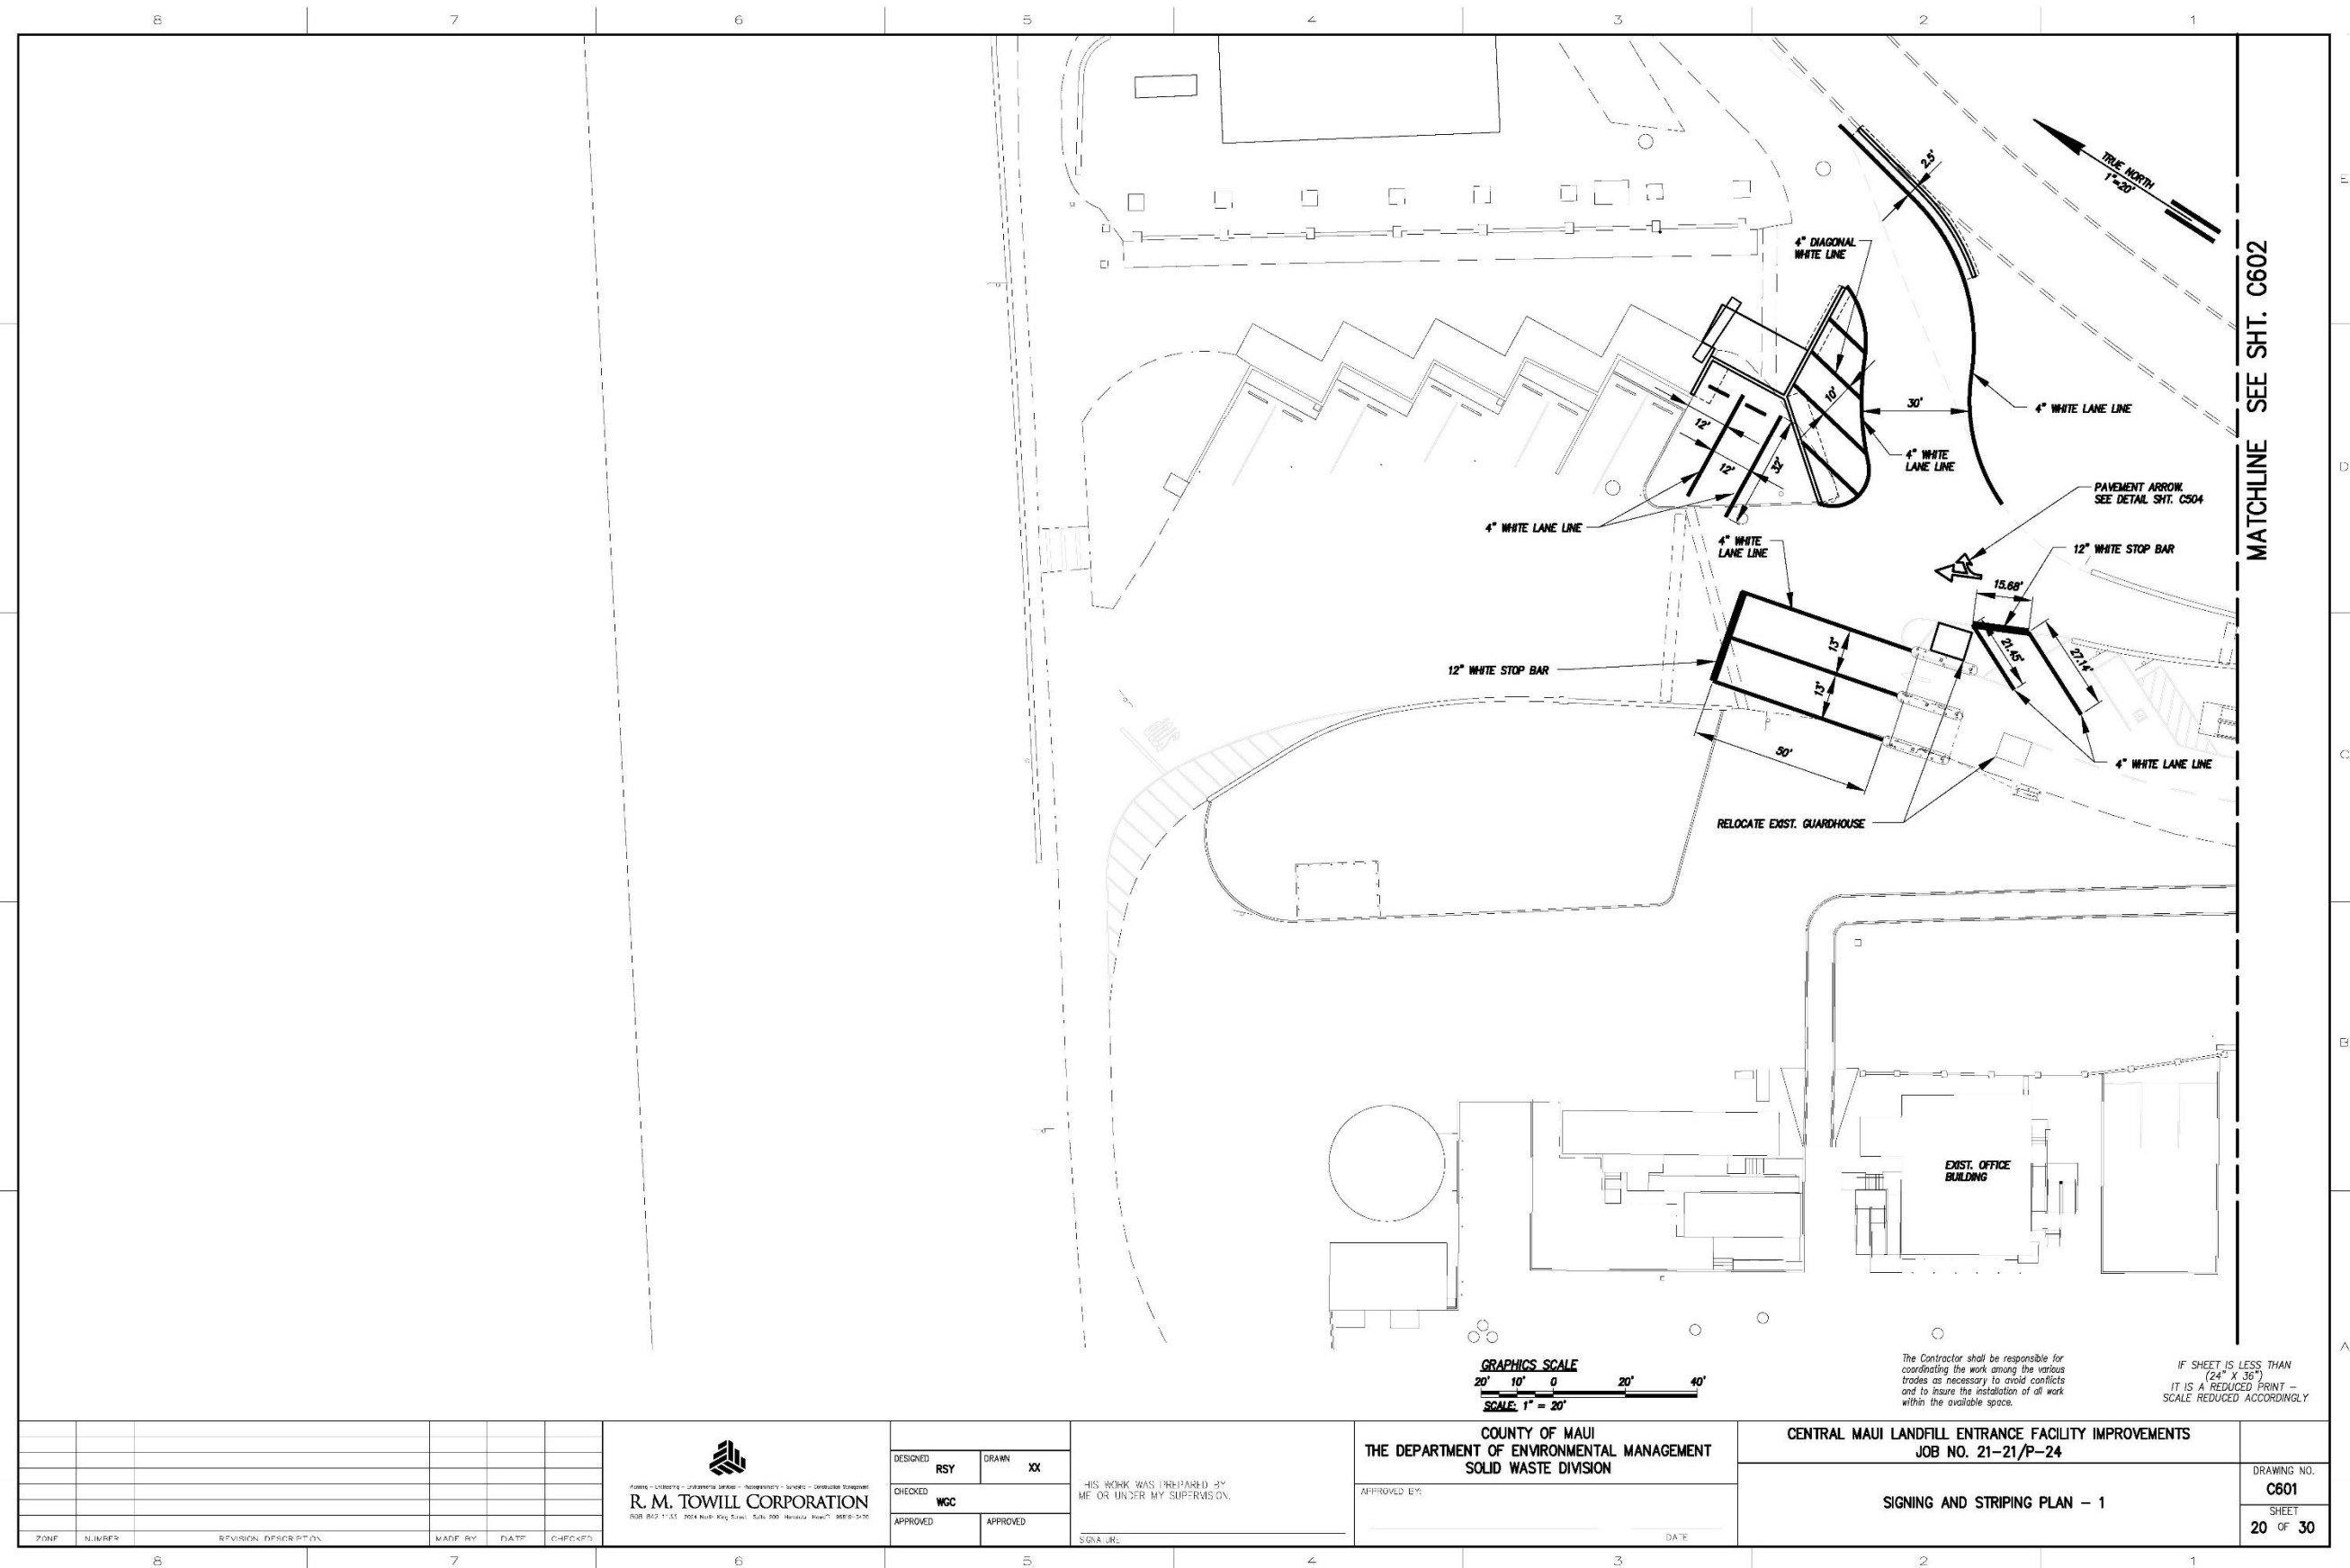 8 7 6 5 4 3 2 1
E
D
C
B
A
TRUE NORTH
1"=20'
2.5'
4" DIAGONAL
WHITE LINE
MATCHLINE SEE SHT. C602
10'
30'
4" WHITE LANE LINE
12'
12'
32'
4" WHITE
LANE LINE
PAVEMENT ARROW.
SEE DETAIL SHT. C504
4" WHITE LANE LINE
4" WHITE
LANE LINE
12" WHITE STOP BAR
15.68'
21.45'
27.14'
13'
13'
12" WHITE STOP BAR
50'
4" WHITE LANE LINE
RELOCATE EXIST. GUARDHOUSE
EXIST. OFFICE
BUILDING
GRAPHICS SCALE
20' 10' 0 20' 40'
SCALE: 1" = 20'
The Contractor shall be responsible for
coordinating the work among the various
trades as necessary to avoid conflicts
and to insure the installation of all work
within the available space.
IF SHEET IS LESS THAN
(24" X 36")
IT IS A REDUCED PRINT –
SCALE REDUCED ACCORDINGLY
ZONE NUMBER REVISION DESCRIPTION MADE BY DATE CHECKED
R. M. TOWILL CORPORATION
DESIGNED RSY DRAWN XX
CHECKED WGC
APPROVED APPROVED
THIS WORK WAS PREPARED BY
ME OR UNDER MY SUPERVISION.
SIGNATURE
COUNTY OF MAUI
THE DEPARTMENT OF ENVIRONMENTAL MANAGEMENT
SOLID WASTE DIVISION
APPROVED BY:
DATE
CENTRAL MAUI LANDFILL ENTRANCE FACILITY IMPROVEMENTS
JOB NO. 21-21/P-24
SIGNING AND STRIPING PLAN – 1
DRAWING NO.
C601
SHEET
20 OF 30
8 7 6 5 4 3 2 1